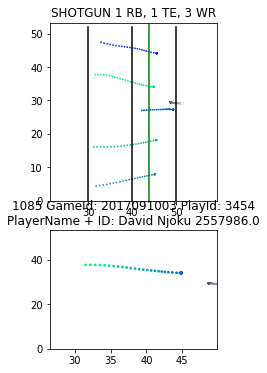 SHOTGUN 1 RB, 1 TE, 3 WR
50
40
30
20
10
0
30 40 50
1085 GameId: 2017091003 PlayId: 3454
PlayerName + ID: David Njoku 2557986.0
40
20
0
30 35 40 45